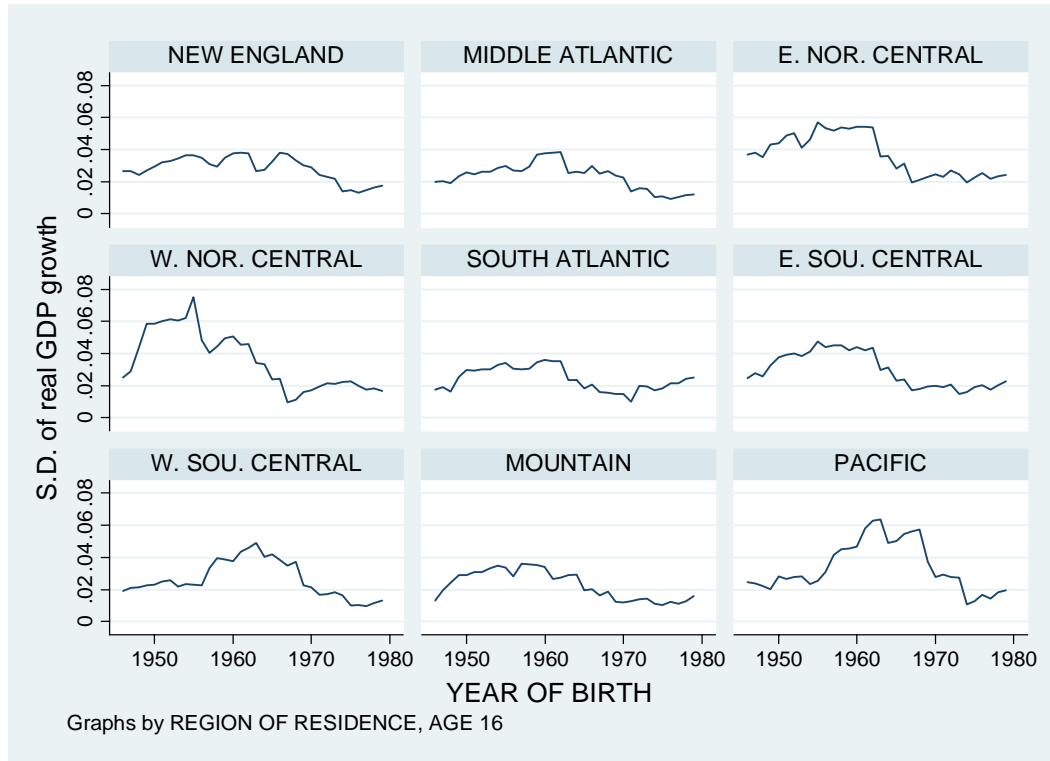 NEW ENGLAND MIDDLE ATLANTIC E. NOR. CENTRAL
0 .02 .04 .06 .08
W. NOR. CENTRAL SOUTH ATLANTIC E. SOU. CENTRAL
0 .02 .04 .06 .08
W. SOU. CENTRAL MOUNTAIN PACIFIC
0 .02 .04 .06 .08
S.D. of real GDP growth
1950 1960 1970 1980 1950 1960 1970 1980 1950 1960 1970 1980
YEAR OF BIRTH
Graphs by REGION OF RESIDENCE, AGE 16